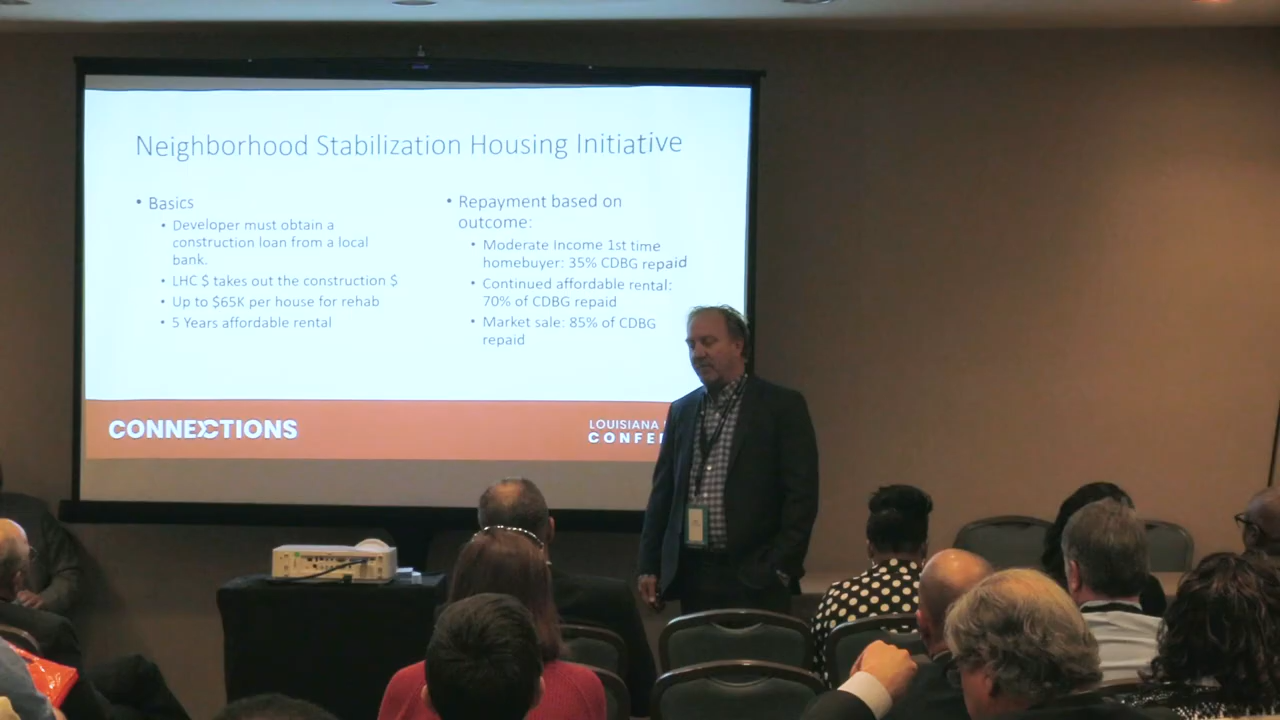 Neighborhood Stabilization Housing Initiative
• Basics
• Developer must obtain a
construction loan from a local
bank.
• LHC $ takes out the construction $
• Up to $65K per house for rehab
• 5 Years affordable rental
• Repayment based on
outcome:
• Moderate Income 1st time
homebuyer: 35% CDBG repaid
• Continued affordable rental:
70% of CDBG repaid
• Market sale: 85% of CDBG
repaid
CONNECTIONS
LOUISIANA